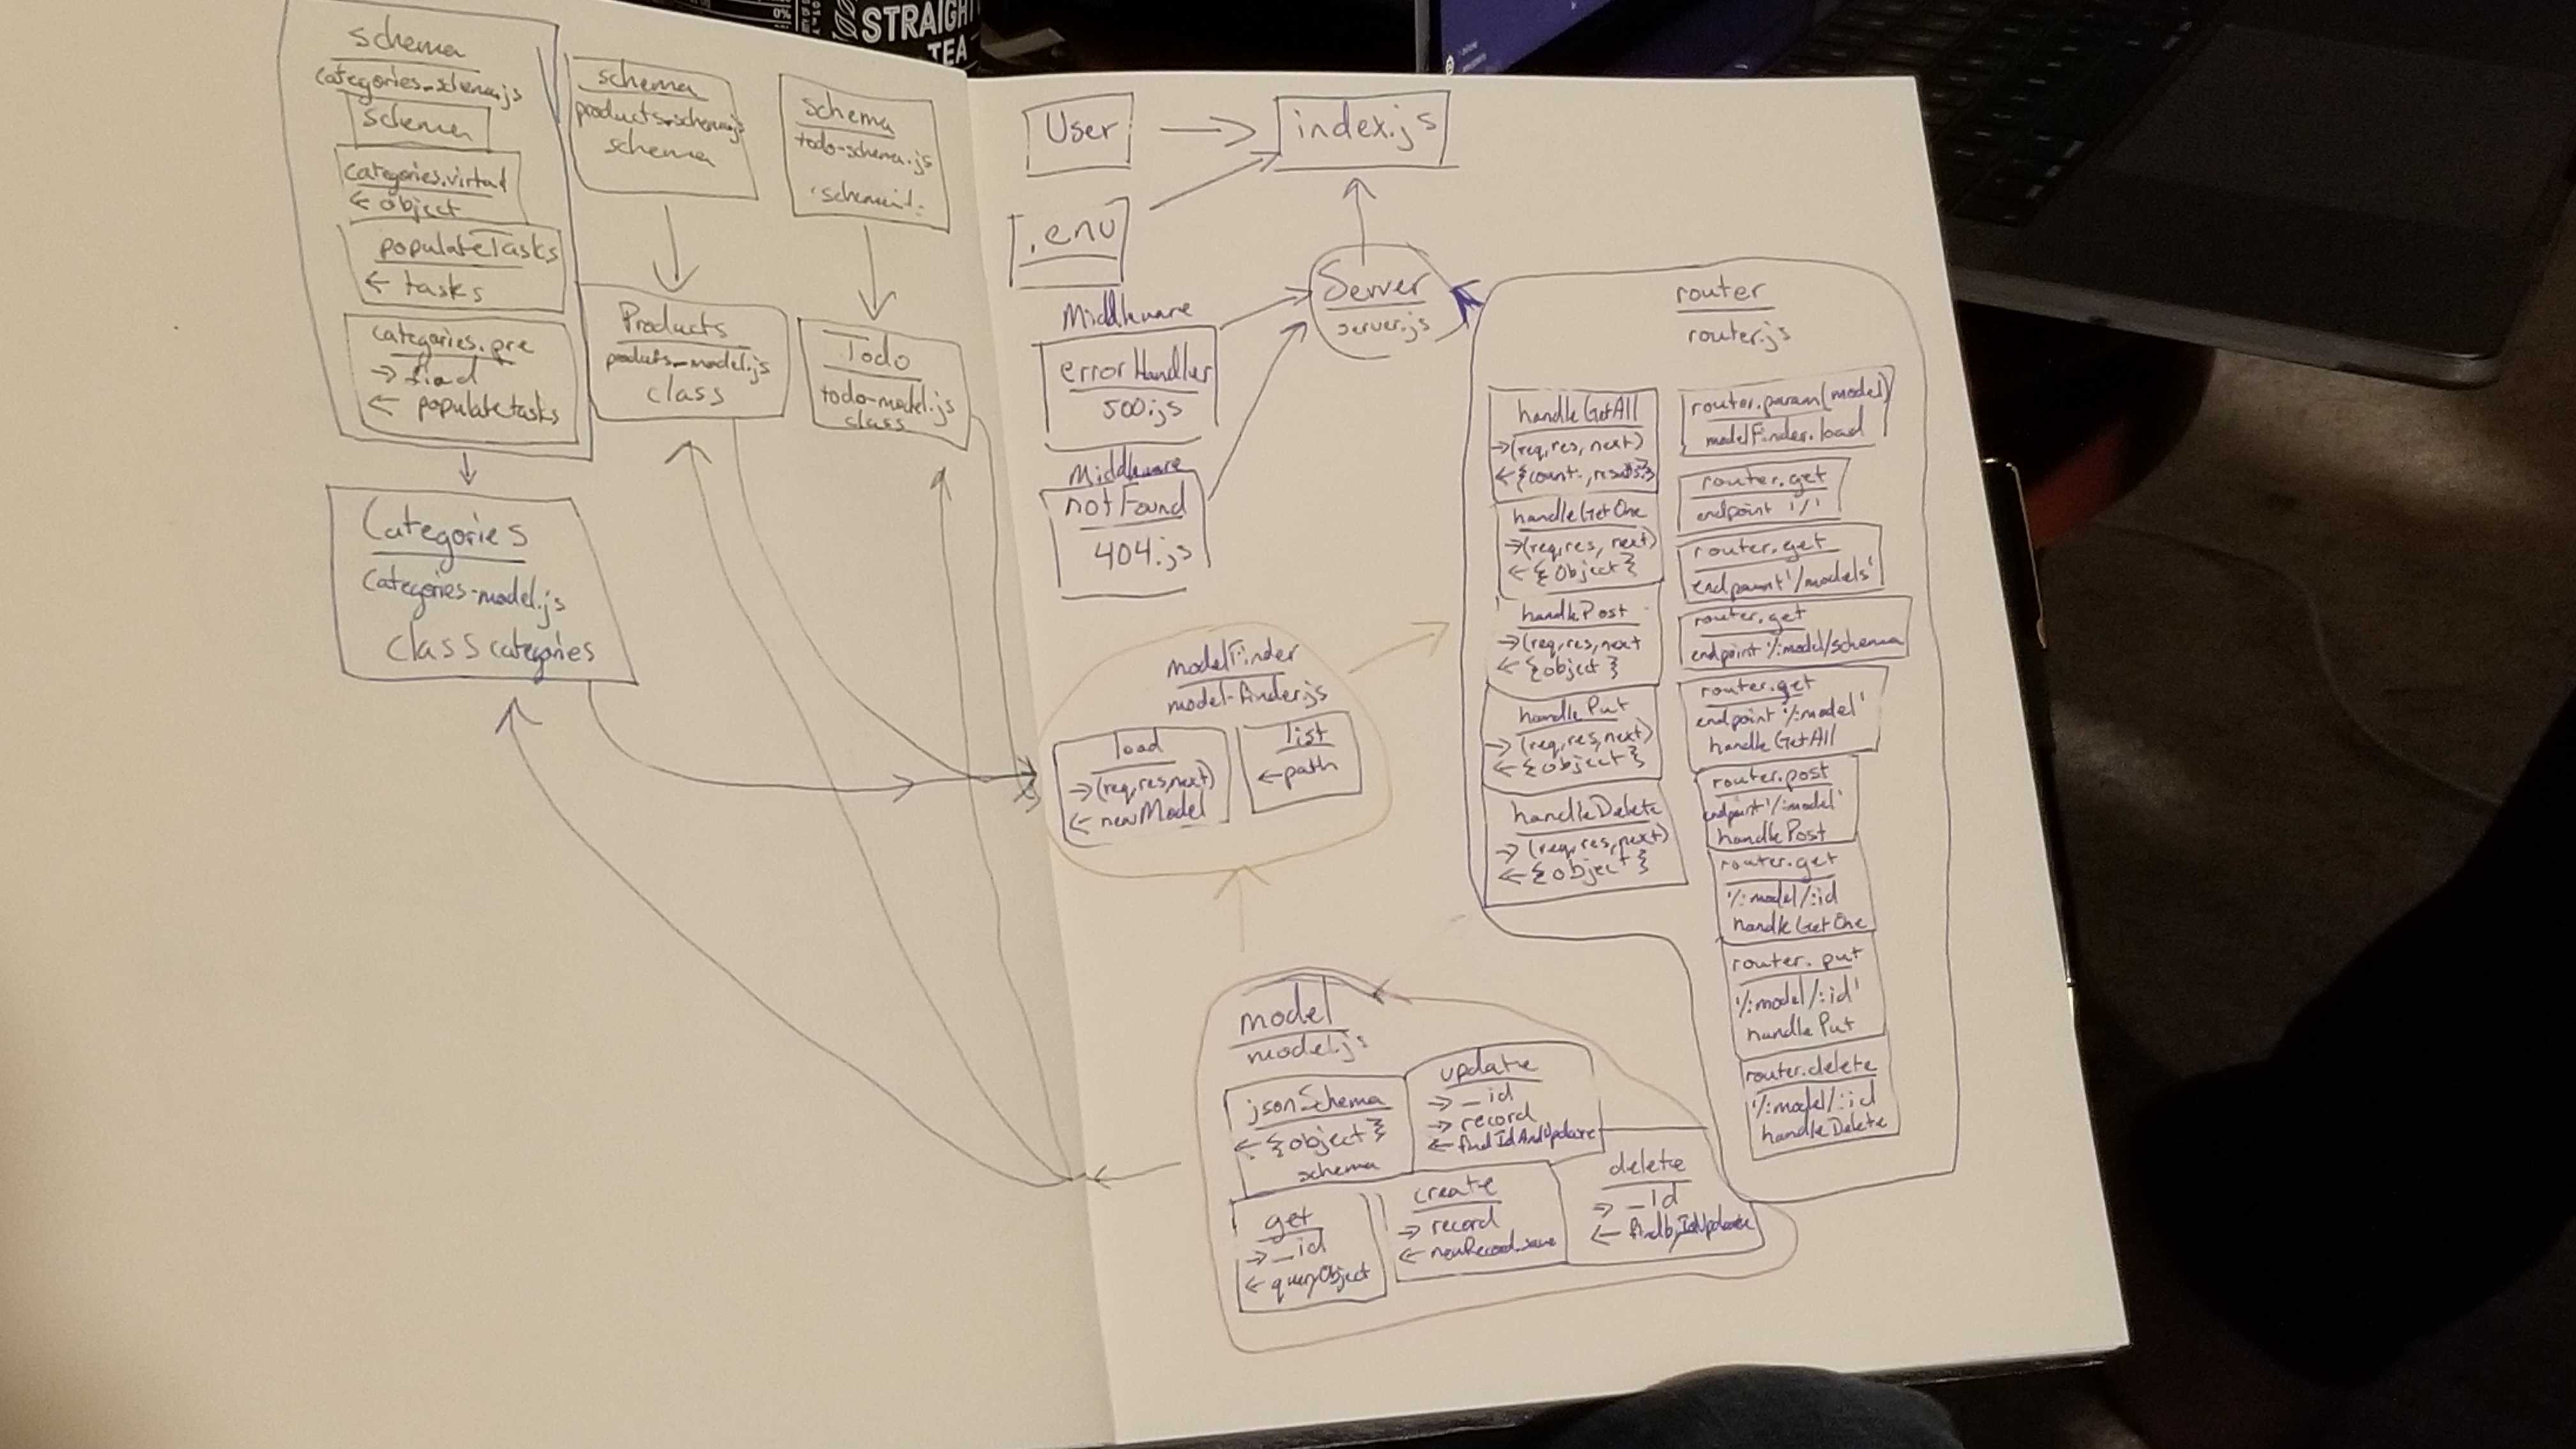 9%
STRAIGHT
TEA
schema
categories-schema.js
schema
categories.virtual
← object
populateTasks
← tasks
categories.pre
→ find
← populatetasks
Categories
categories-model.js
class categories
schema
products-schema.js
schema
Products
products-model.js
class
schema
todo-schema.js
Todo
todo-model.js
class
User
index.js
.env
Server
server.js
Middleware
errorHandler
500.js
Middleware
notFound
404.js
modelFinder
model-finder.js
load
→(req,res,next)
← newModel
list
←path
router
router.js
handleGetAll
→(req,res,next)
←{count:,results:}
handleGetOne
→(req,res, next)
←{Object}
handlePost
→(req,res,next
←{object}
handlePut
→(req,res,next)
←{object}
handleDelete
→(req,res,next)
←{object}
router.param(model)
modelFinder.load
router.get
endpoint '/'
router.get
endpount'/models'
router.get
endpoint '/:model/schema
router.get
endpoint '/:model'
handleGetAll
router.post
endpoint'/:model'
handlePost
router.get
'/:model/:id
handleGetOne
router.put
'/:model/:id'
handlePut
router.delete
'/:model/:id
handleDelete
model
model.js
jsonSchema
←{object}
schema
update
→ _id
→ record
← findIdAndUpdate
get
→ _id
← queryObject
create
→ record
← newRecord.save
delete
→ _id
← findbyIdUpdate